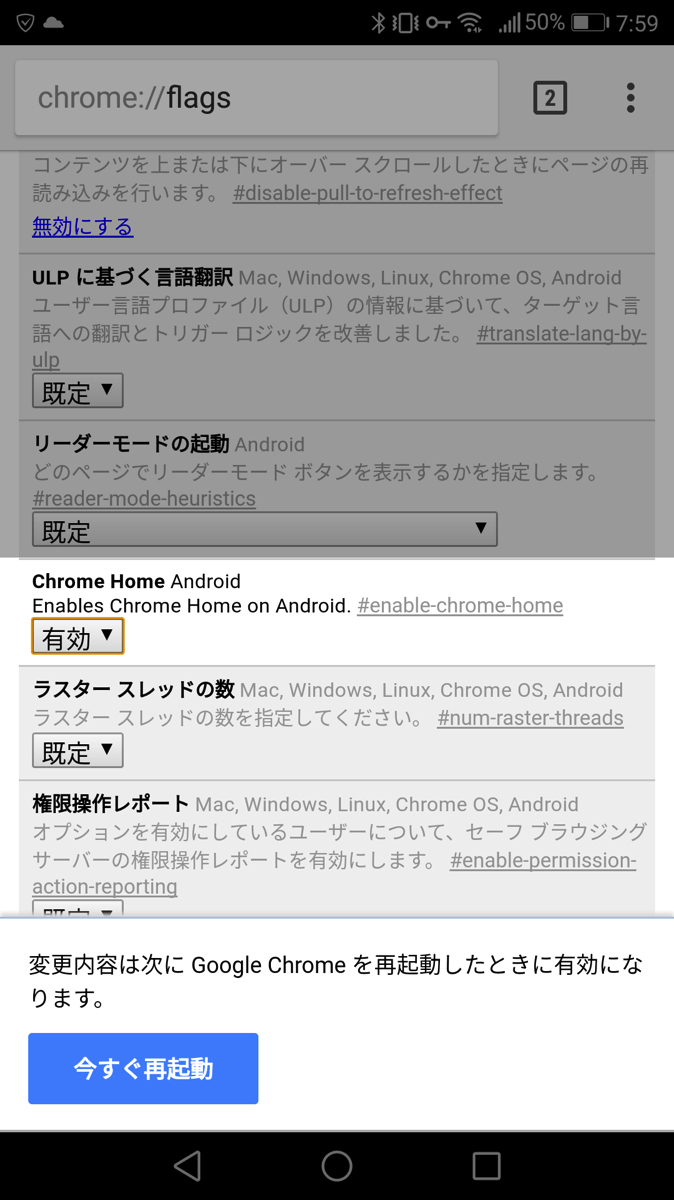 50% 7:59
chrome://flags 2
コンテンツを上または下にオーバー スクロールしたときにページの再
読み込みを行います。 #disable-pull-to-refresh-effect
無効にする
ULP に基づく言語翻訳 Mac, Windows, Linux, Chrome OS, Android
ユーザー言語プロファイル（ULP）の情報に基づいて、ターゲット言
語への翻訳とトリガー ロジックを改善しました。 #translate-lang-by-
ulp
既定
リーダーモードの起動 Android
どのページでリーダーモード ボタンを表示するかを指定します。
#reader-mode-heuristics
既定
Chrome Home Android
Enables Chrome Home on Android. #enable-chrome-home
有効
ラスター スレッドの数 Mac, Windows, Linux, Chrome OS, Android
ラスター スレッドの数を指定してください。 #num-raster-threads
既定
権限操作レポート Mac, Windows, Linux, Chrome OS, Android
オプションを有効にしているユーザーについて、セーフ ブラウジング
サーバーの権限操作レポートを有効にします。 #enable-permission-
action-reporting
既定
変更内容は次に Google Chrome を再起動したときに有効にな
ります。
今すぐ再起動